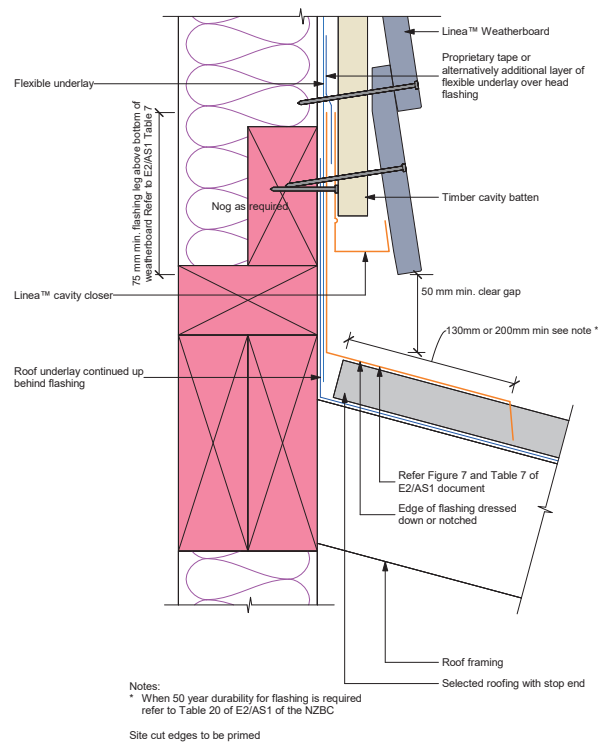 Linea™ Weatherboard
Proprietary tape or
alternatively additional layer of
flexible underlay over head
flashing
Flexible underlay
75 mm min. flashing leg above bottom of
weatherboard Refer to E2/AS1 Table 7
Nog as required
Timber cavity batten
Linea™ cavity closer
50 mm min. clear gap
130mm or 200mm min see note *
Roof underlay continued up
behind flashing
Refer Figure 7 and Table 7 of
E2/AS1 document
Edge of flashing dressed
down or notched
Roof framing
Selected roofing with stop end
Notes:
* When 50 year durability for flashing is required
refer to Table 20 of E2/AS1 of the NZBC
Site cut edges to be primed